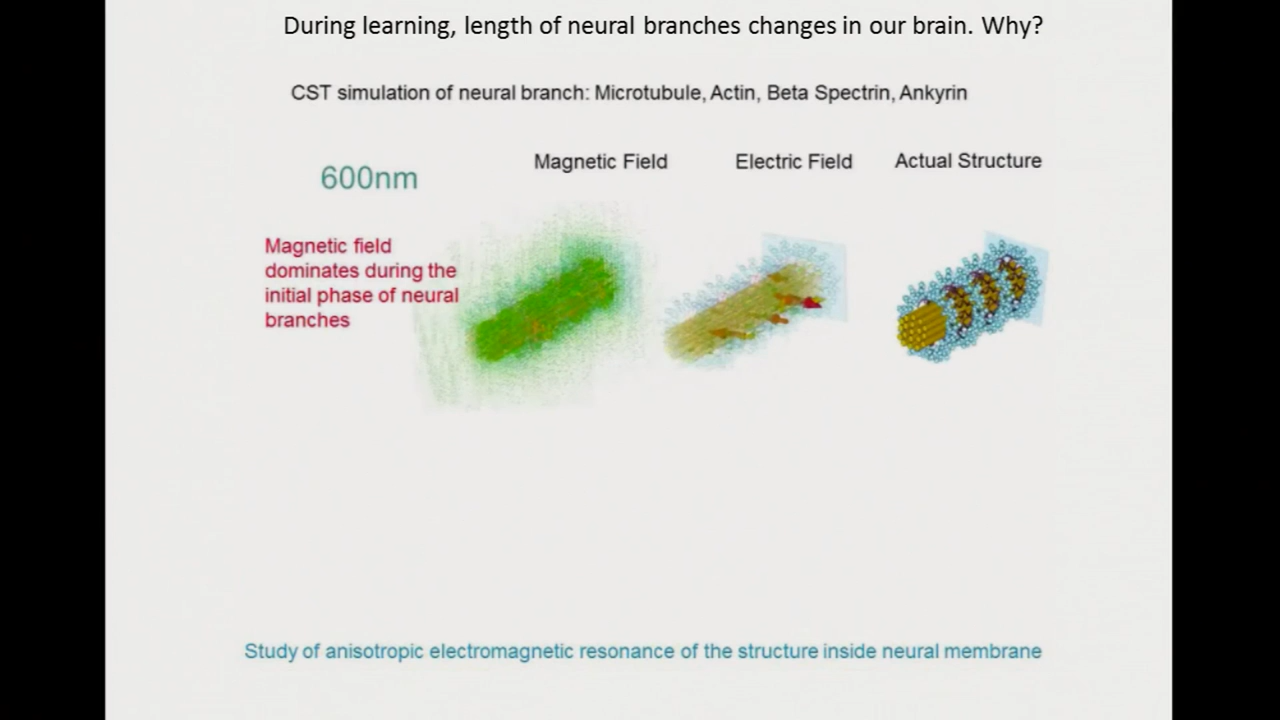 During learning, length of neural branches changes in our brain. Why?
CST simulation of neural branch: Microtubule, Actin, Beta Spectrin, Ankyrin
Magnetic Field Electric Field Actual Structure
600nm
Magnetic field
dominates during the
initial phase of neural
branches
Study of anisotropic electromagnetic resonance of the structure inside neural membrane